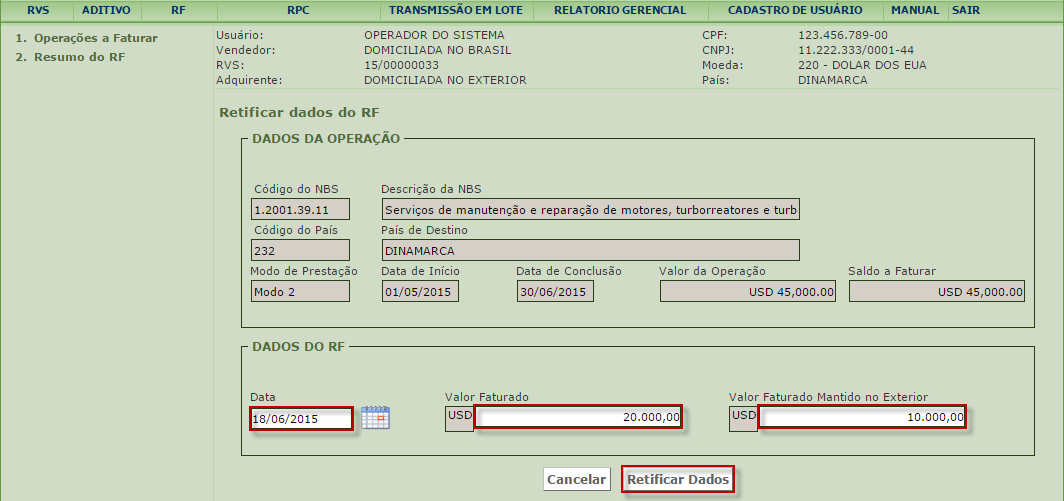 RVS ADITIVO RF RPC TRANSMISSÃO EM LOTE RELATORIO GERENCIAL CADASTRO DE USUÁRIO MANUAL SAIR
1. Operações a Faturar
2. Resumo do RF
Usuário: OPERADOR DO SISTEMA CPF: 123.456.789-00
Vendedor: DOMICILIADA NO BRASIL CNPJ: 11.222.333/0001-44
RVS: 15/00000033 Moeda: 220 - DOLAR DOS EUA
Adquirente: DOMICILIADA NO EXTERIOR País: DINAMARCA
Retificar dados do RF
DADOS DA OPERAÇÃO
Código do NBS Descrição da NBS
1.2001.39.11 Serviços de manutenção e reparação de motores, turborreatores e turb
Código do País País de Destino
232 DINAMARCA
Modo de Prestação Data de Início Data de Conclusão Valor da Operação Saldo a Faturar
Modo 2 01/05/2015 30/06/2015 USD 45,000.00 USD 45,000.00
DADOS DO RF
Data Valor Faturado Valor Faturado Mantido no Exterior
18/06/2015 USD 20.000,00 USD 10.000,00
Cancelar Retificar Dados